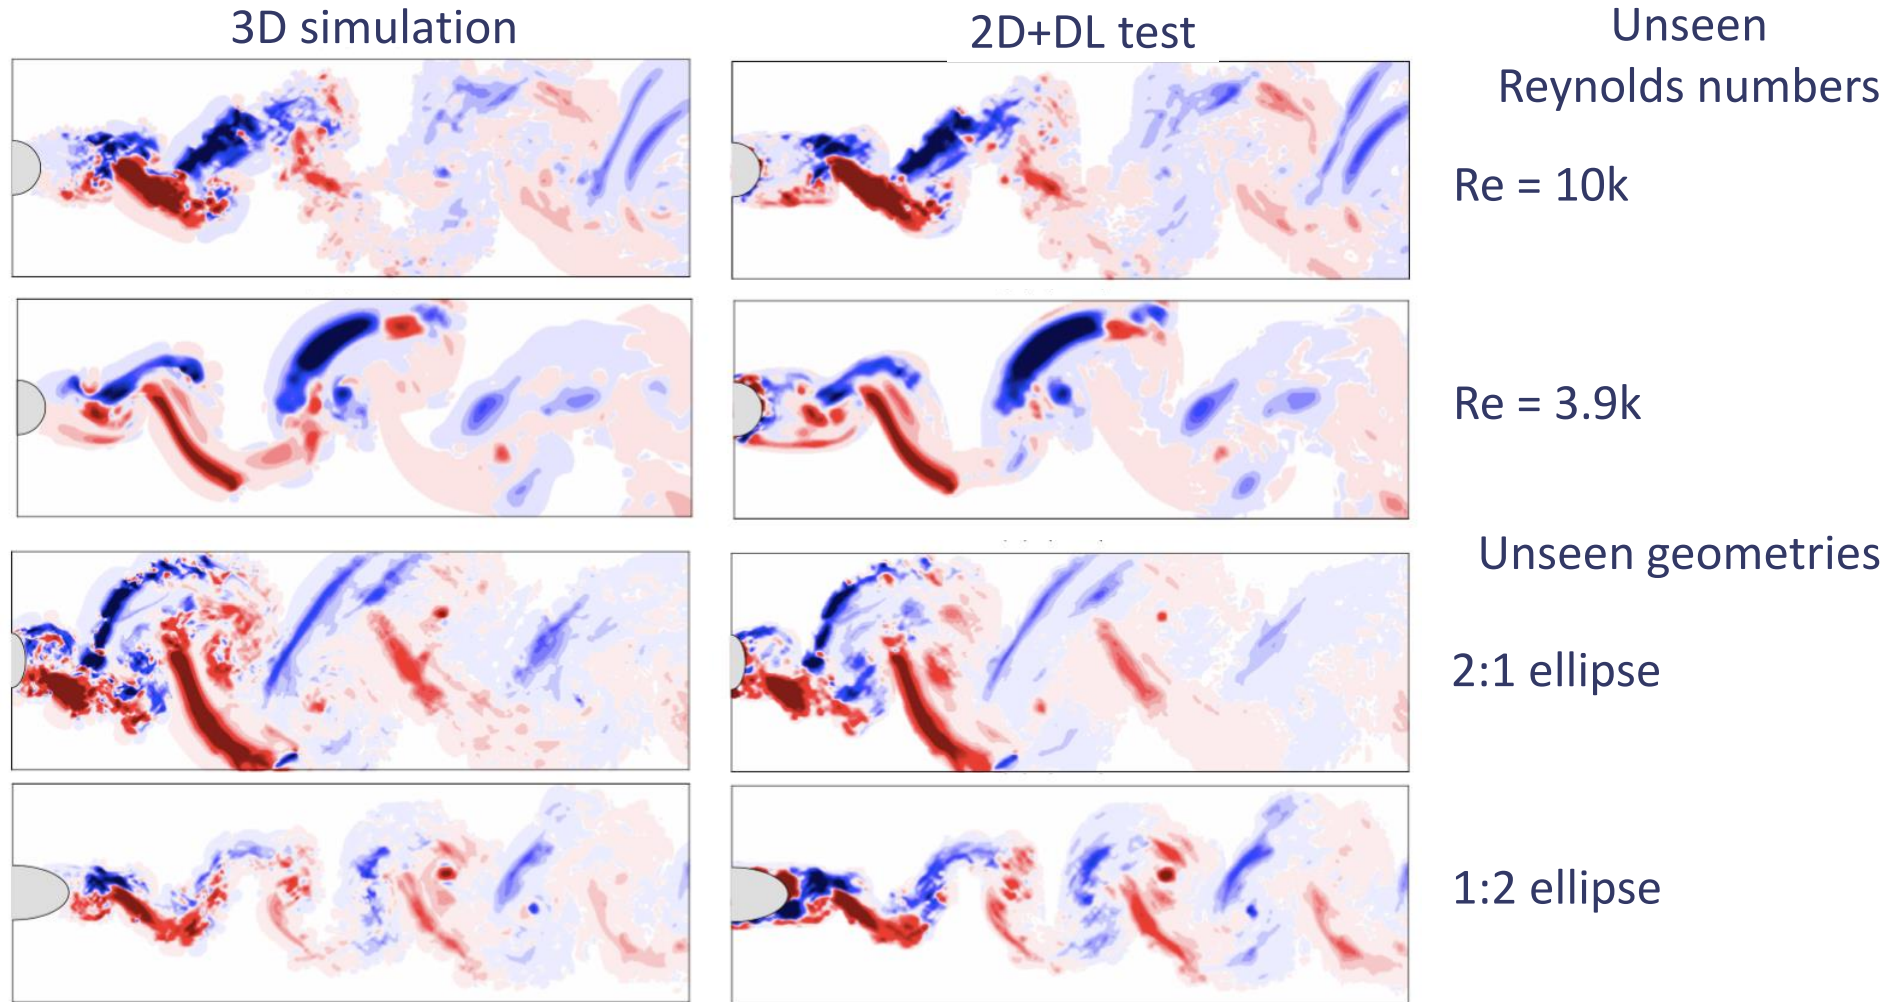 3D simulation
2D+DL test
Unseen
Reynolds numbers
Re = 10k
Re = 3.9k
Unseen geometries
2:1 ellipse
1:2 ellipse